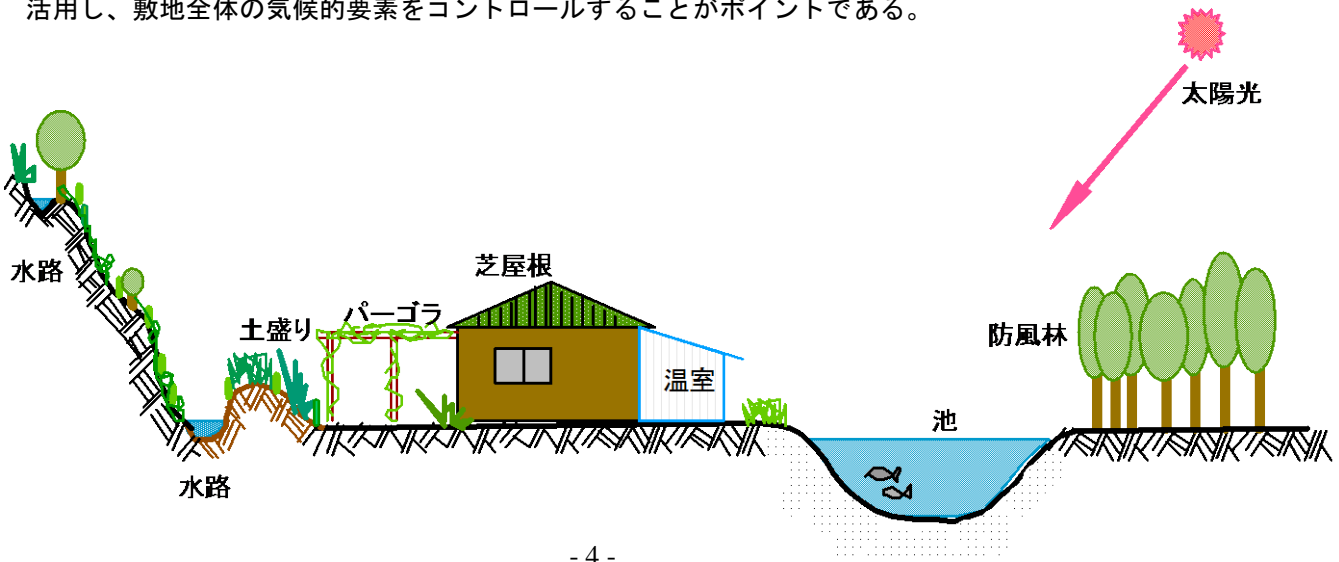 活用し、敷地全体の気候的要素をコントロールすることがポイントである。
太陽光
水路
芝屋根
パーゴラ
土盛り
防風林
温室
池
水路
- 4 -